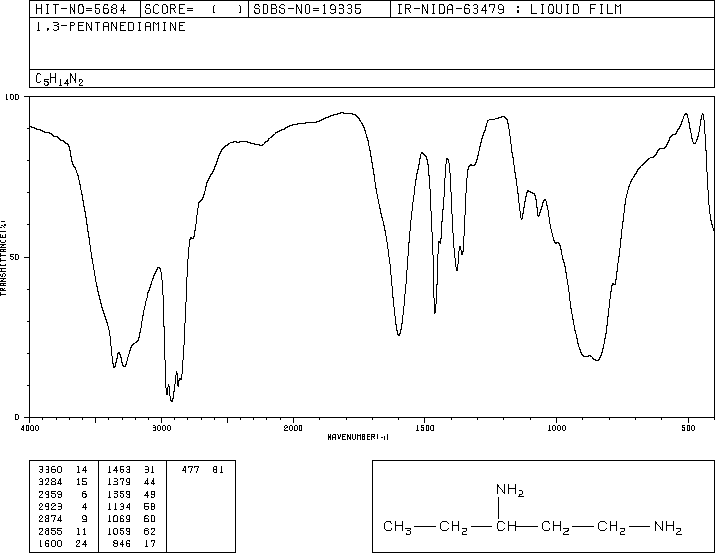 HIT-NO=5684 SCORE= ( ) SDBS-NO=19335 IR-NIDA-63479 : LIQUID FILM
1,3-PENTANEDIAMINE
C5H14N2
100
50
0
TRANSMITTANCE(%)
4000 3000 2000 1500 1000 500
WAVENUMBER(-1)
3360 14 1463 31 477 81
3284 15 1379 44
2959 6 1359 49
2923 4 1134 58
2874 9 1069 60
2855 11 1059 62
1600 24 846 17
NH2
CH3 CH2 CH CH2 CH2 NH2